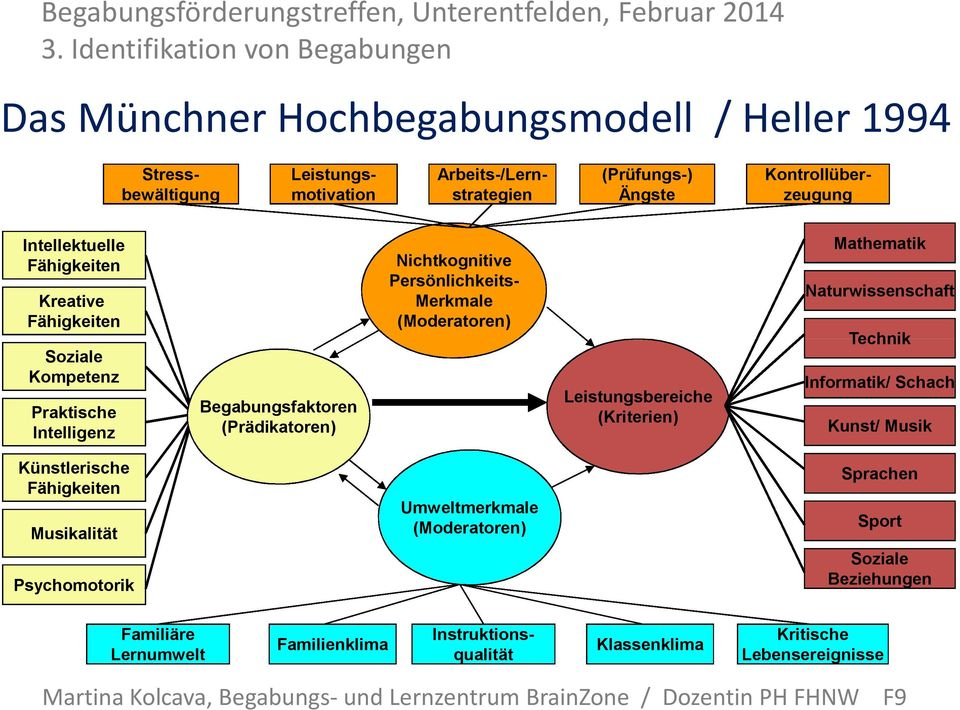 Begabungsförderungstreffen, Unterentfelden, Februar 2014
3. Identifikation von Begabungen
Das Münchner Hochbegabungsmodell / Heller 1994
Stress-
bewältigung
Leistungs-
motivation
Arbeits-/Lern-
strategien
(Prüfungs-)
Ängste
Kontrollüber-
zeugung
Intellektuelle
Fähigkeiten
Kreative
Fähigkeiten
Soziale
Kompetenz
Praktische
Intelligenz
Künstlerische
Fähigkeiten
Musikalität
Psychomotorik
Begabungsfaktoren
(Prädikatoren)
Nichtkognitive
Persönlichkeits-
Merkmale
(Moderatoren)
Umweltmerkmale
(Moderatoren)
Leistungsbereiche
(Kriterien)
Mathematik
Naturwissenschaft
Technik
Informatik/ Schach
Kunst/ Musik
Sprachen
Sport
Soziale
Beziehungen
Familiäre
Lernumwelt
Familienklima
Instruktions-
qualität
Klassenklima
Kritische
Lebensereignisse
Martina Kolcava, Begabungs- und Lernzentrum BrainZone / Dozentin PH FHNW F9